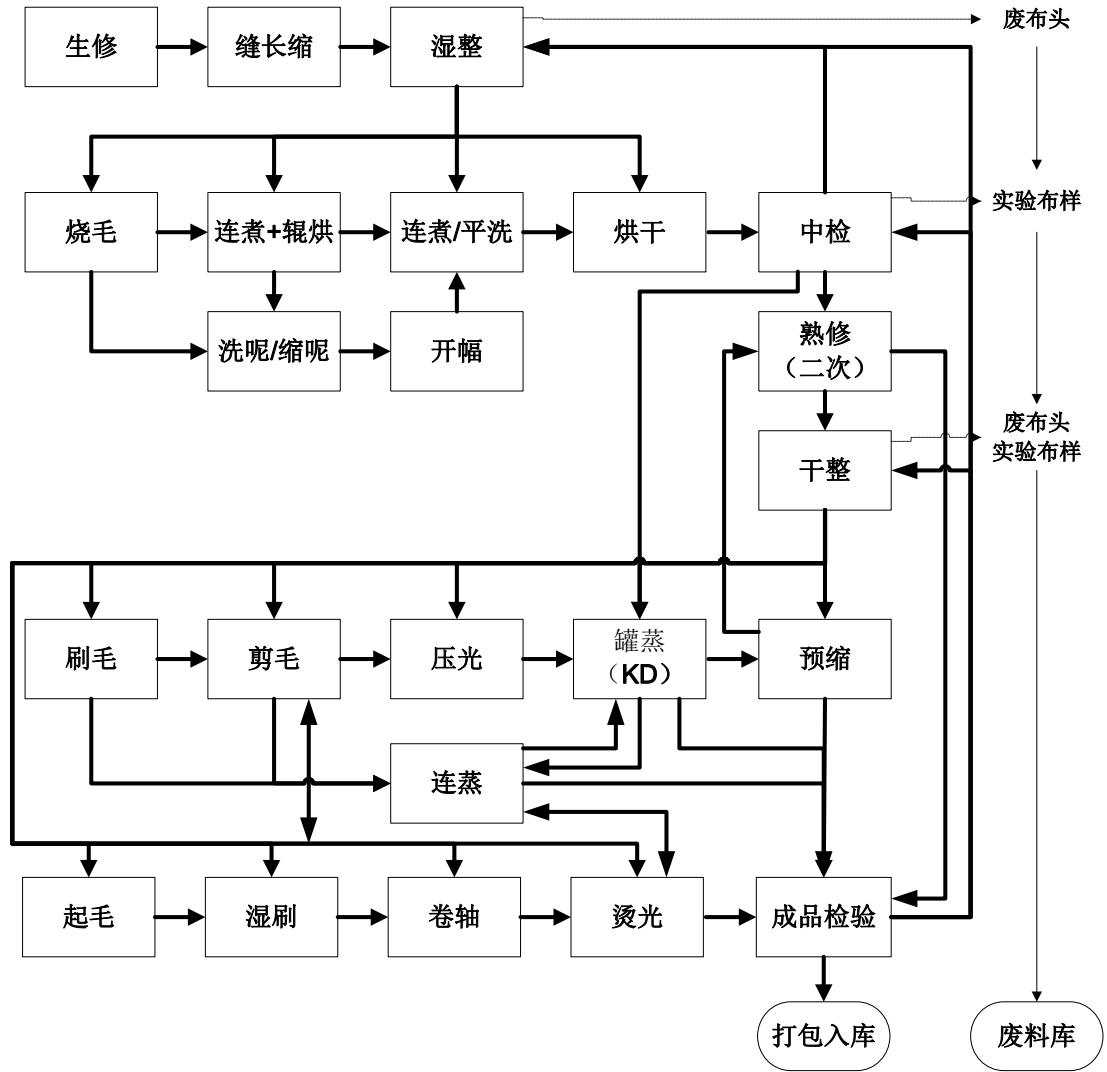 生修
缝长缩
湿整
废布头
烧毛
连煮+辊烘
连煮/平洗
烘干
中检
实验布样
洗呢/缩呢
开幅
熟修
（二次）
废布头
实验布样
干整
刷毛
剪毛
压光
罐蒸
（KD）
预缩
连蒸
起毛
湿刷
卷轴
烫光
成品检验
打包入库
废料库